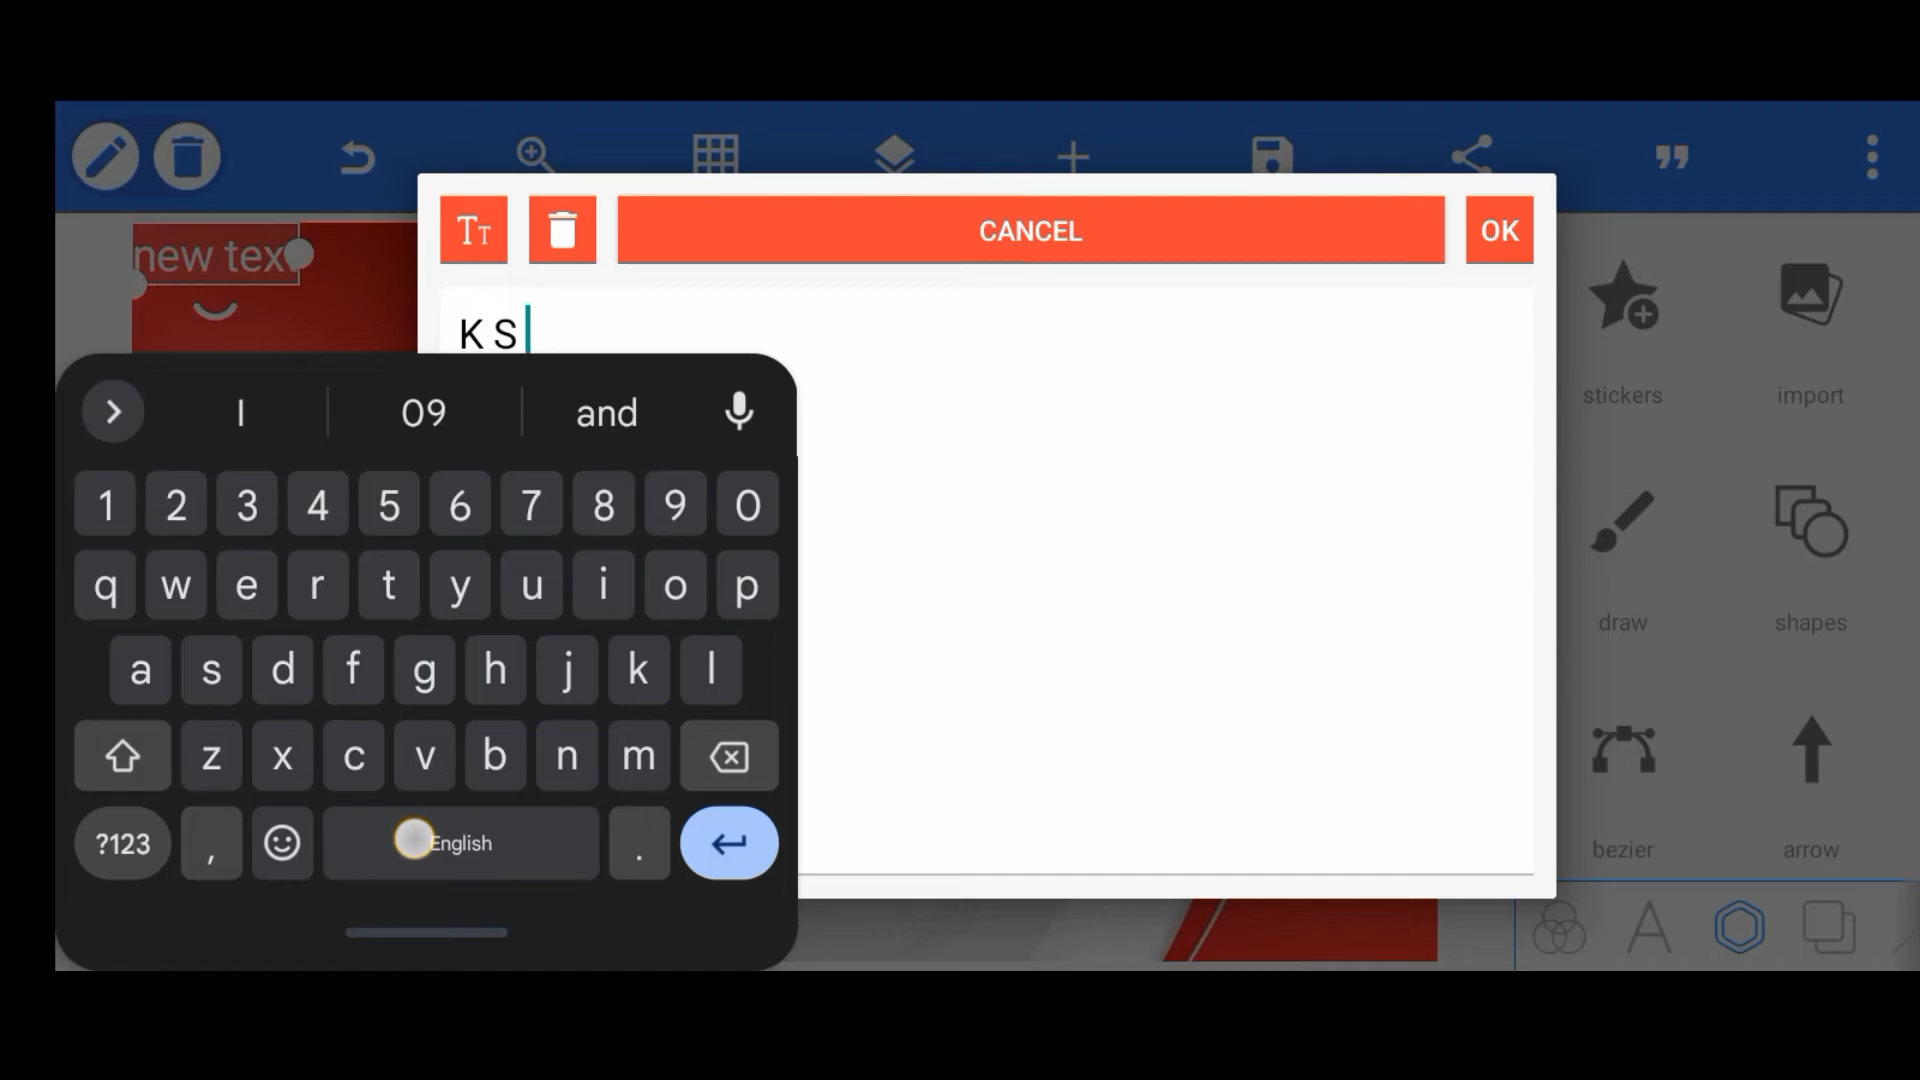 CANCEL
OK
new text
K S
stickers
import
I
09
and
1 2 3 4 5 6 7 8 9 0
q w e r t y u i o p
draw
shapes
a s d f g h j k l
z x c v b n m
?123 , English .
bezier
arrow